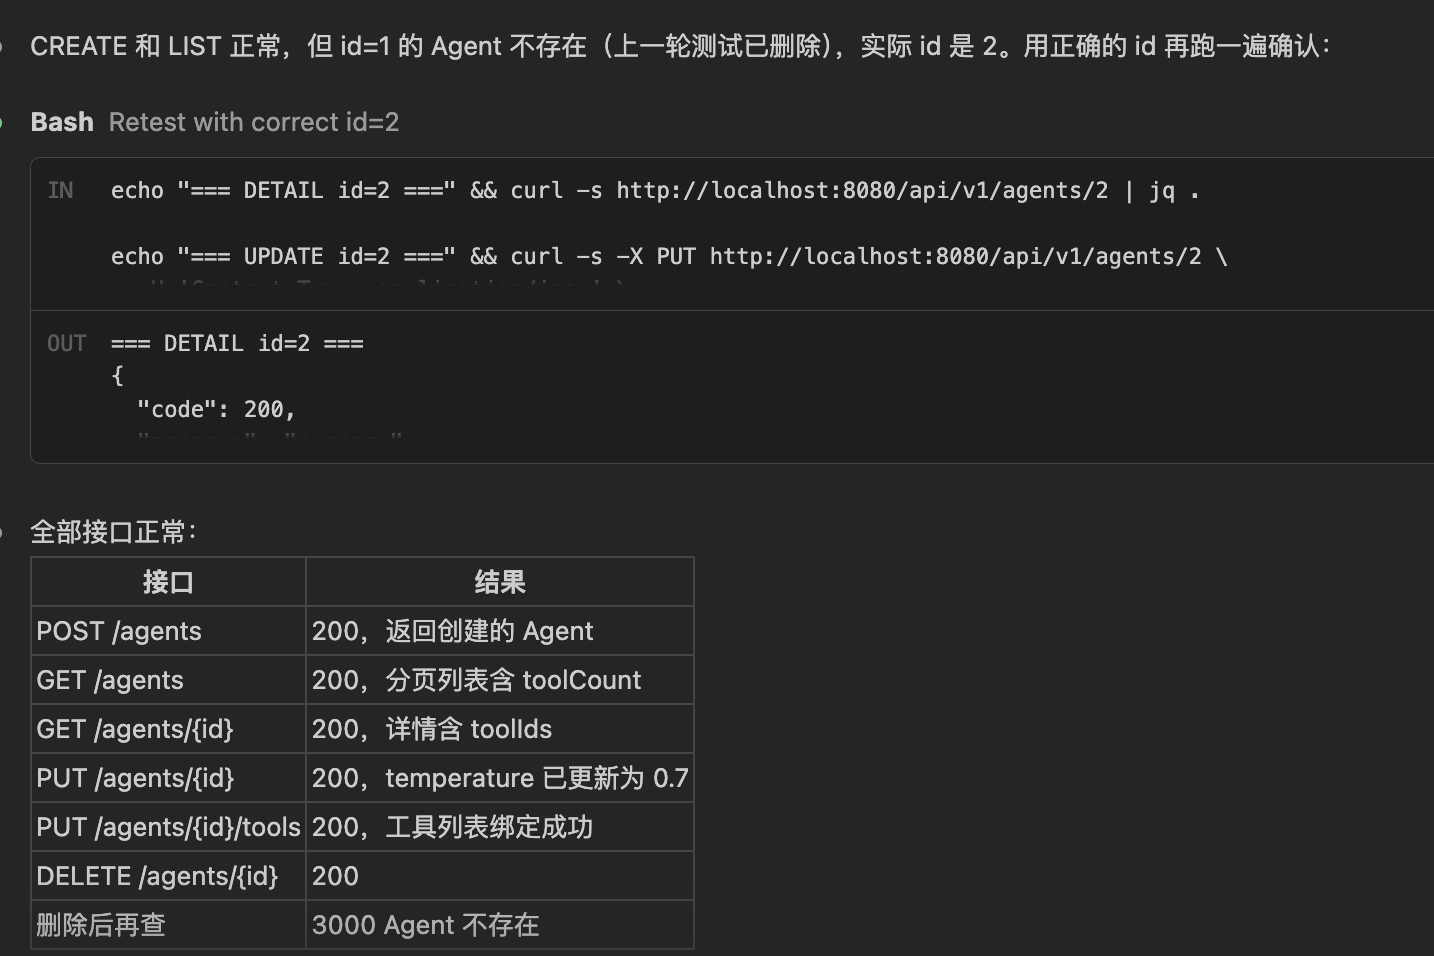 CREATE 和 LIST 正常，但 id=1 的 Agent 不存在（上一轮测试已删除），实际 id 是 2。用正确的 id 再跑一遍确认：
Bash Retest with correct id=2
IN echo "=== DETAIL id=2 ===" && curl -s http://localhost:8080/api/v1/agents/2 | jq .
echo "=== UPDATE id=2 ===" && curl -s -X PUT http://localhost:8080/api/v1/agents/2 \
OUT === DETAIL id=2 ===
{
"code": 200,
全部接口正常：
接口 结果
POST /agents 200，返回创建的 Agent
GET /agents 200，分页列表含 toolCount
GET /agents/{id} 200，详情含 toolIds
PUT /agents/{id} 200，temperature 已更新为 0.7
PUT /agents/{id}/tools 200，工具列表绑定成功
DELETE /agents/{id} 200
删除后再查 3000 Agent 不存在